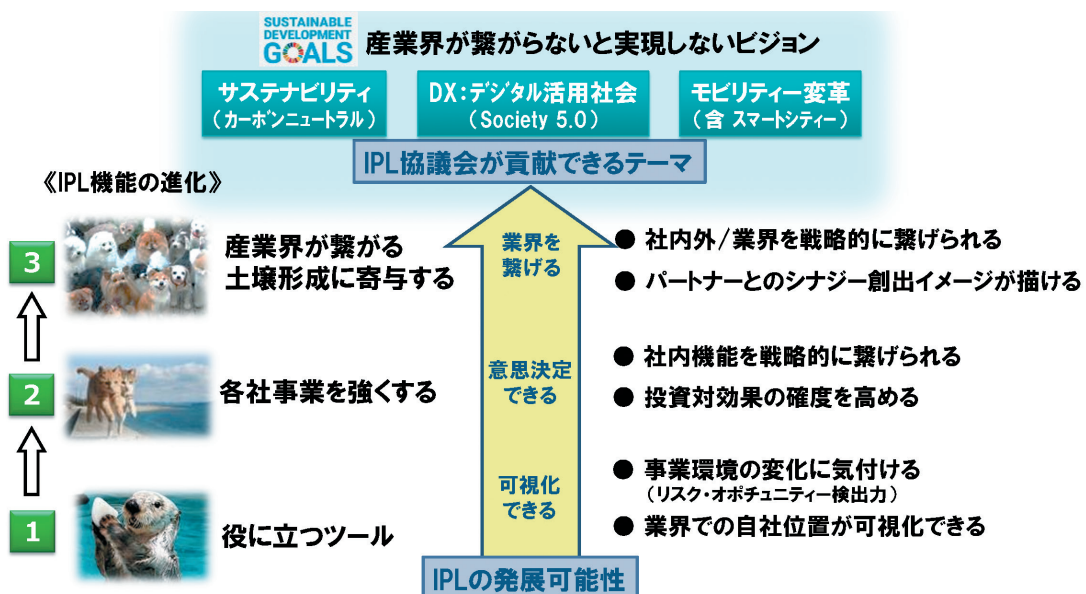 SUSTAINABLE
DEVELOPMENT
GOALS
産業界が繋がらないと実現しないビジョン
サステナビリティ
（カーボンニュートラル）
DX：デジタル活用社会
（Society 5.0）
モビリティー変革
（含 スマートシティー）
IPL協議会が貢献できるテーマ
《IPL機能の進化》
3
産業界が繋がる
土壌形成に寄与する
業界を
繋げる
● 社内外/業界を戦略的に繋げられる
● パートナーとのシナジー創出イメージが描ける
2
各社事業を強くする
意思決定
できる
● 社内機能を戦略的に繋げられる
● 投資対効果の確度を高める
1
役に立つツール
可視化
できる
● 事業環境の変化に気付ける
（リスク・オポチュニティー検出力）
● 業界での自社位置が可視化できる
IPLの発展可能性